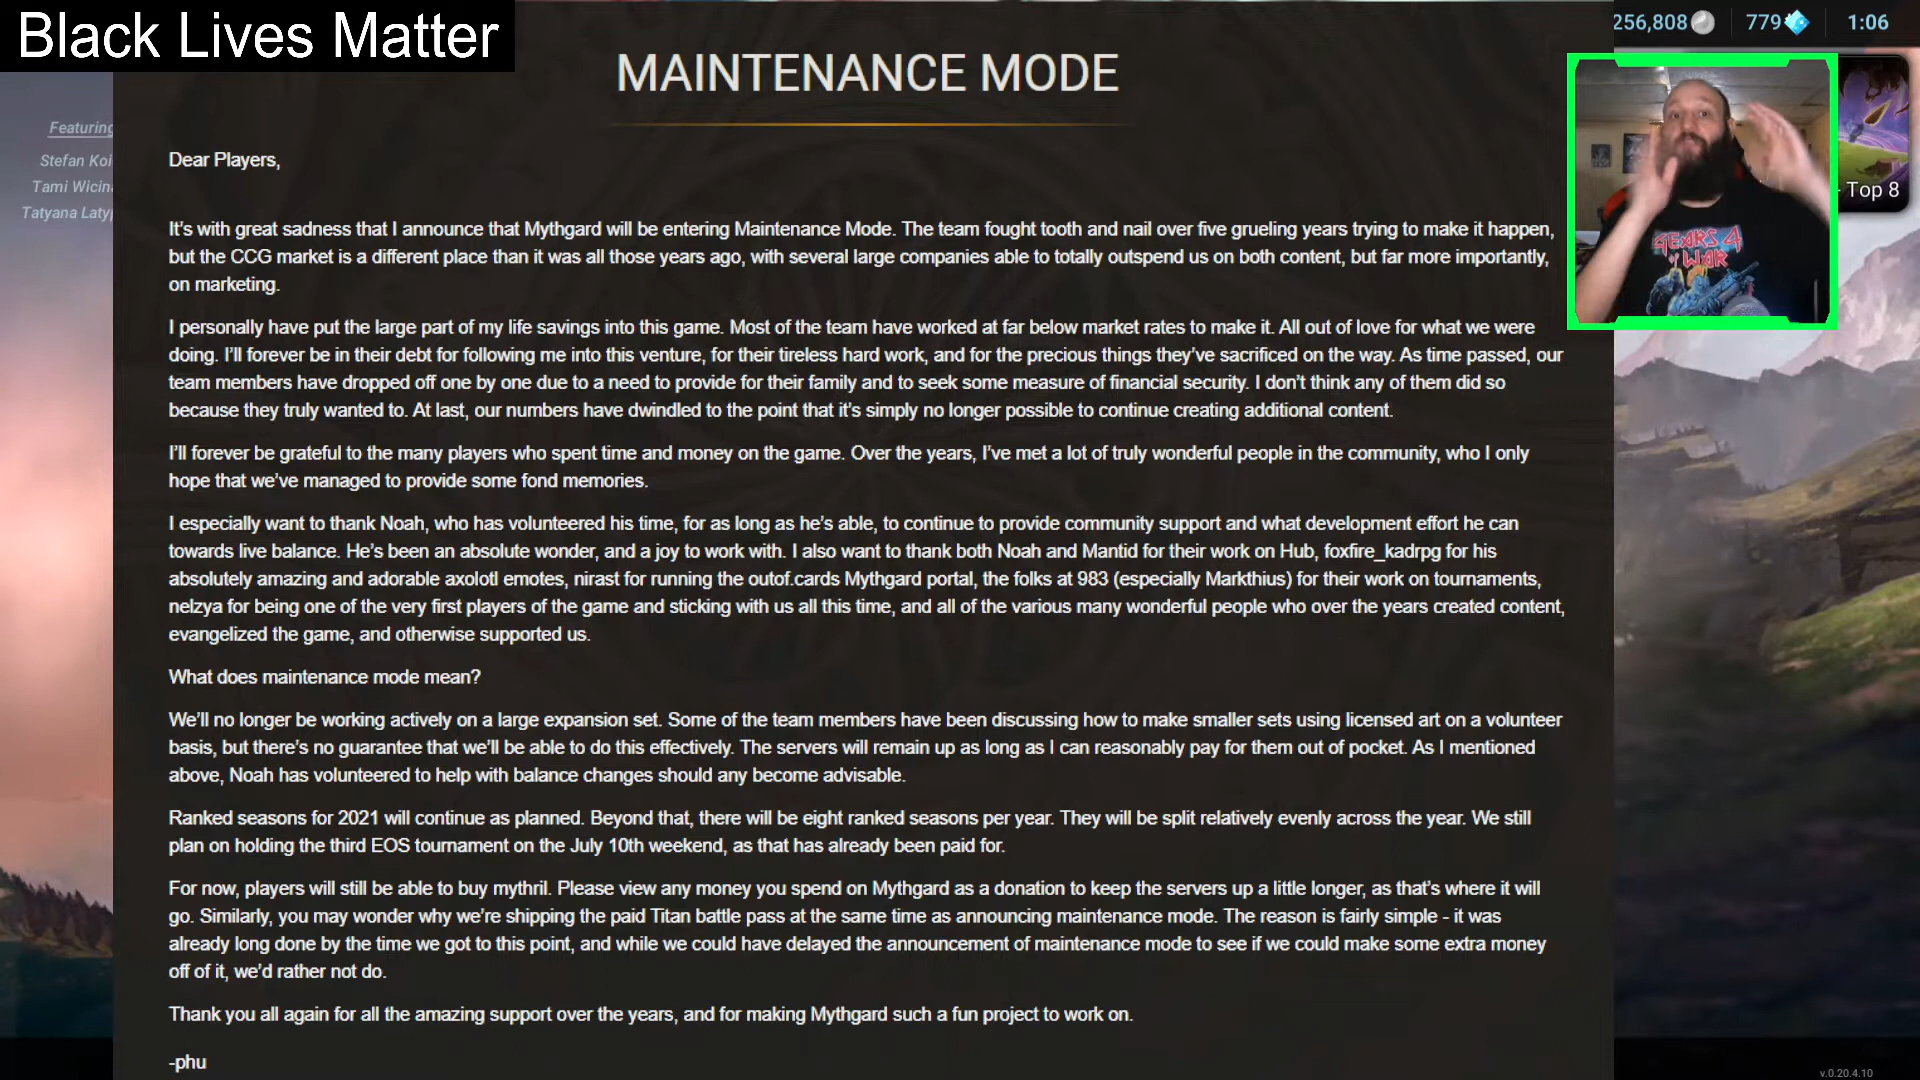 Black Lives Matter
256,808
779
1:06
MAINTENANCE MODE
Featuring
Stefan Koi
Tami Wicin
Tatyana Laty
- Top 8
GEARS 4
OF WAR
Dear Players,
It's with great sadness that I announce that Mythgard will be entering Maintenance Mode. The team fought tooth and nail over five grueling years trying to make it happen,
but the CCG market is a different place than it was all those years ago, with several large companies able to totally outspend us on both content, but far more importantly,
on marketing.
I personally have put the large part of my life savings into this game. Most of the team have worked at far below market rates to make it. All out of love for what we were
doing. I'll forever be in their debt for following me into this venture, for their tireless hard work, and for the precious things they've sacrificed on the way. As time passed, our
team members have dropped off one by one due to a need to provide for their family and to seek some measure of financial security. I don't think any of them did so
because they truly wanted to. At last, our numbers have dwindled to the point that it's simply no longer possible to continue creating additional content.
I'll forever be grateful to the many players who spent time and money on the game. Over the years, I've met a lot of truly wonderful people in the community, who I only
hope that we've managed to provide some fond memories.
I especially want to thank Noah, who has volunteered his time, for as long as he's able, to continue to provide community support and what development effort he can
towards live balance. He's been an absolute wonder, and a joy to work with. I also want to thank both Noah and Mantid for their work on Hub, foxfire_kadrpg for his
absolutely amazing and adorable axolotl emotes, nirast for running the outof.cards Mythgard portal, the folks at 983 (especially Markthius) for their work on tournaments,
nelzya for being one of the very first players of the game and sticking with us all this time, and all of the various many wonderful people who over the years created content,
evangelized the game, and otherwise supported us.
What does maintenance mode mean?
We'll no longer be working actively on a large expansion set. Some of the team members have been discussing how to make smaller sets using licensed art on a volunteer
basis, but there's no guarantee that we'll be able to do this effectively. The servers will remain up as long as I can reasonably pay for them out of pocket. As I mentioned
above, Noah has volunteered to help with balance changes should any become advisable.
Ranked seasons for 2021 will continue as planned. Beyond that, there will be eight ranked seasons per year. They will be split relatively evenly across the year. We still
plan on holding the third EOS tournament on the July 10th weekend, as that has already been paid for.
For now, players will still be able to buy mythril. Please view any money you spend on Mythgard as a donation to keep the servers up a little longer, as that's where it will
go. Similarly, you may wonder why we're shipping the paid Titan battle pass at the same time as announcing maintenance mode. The reason is fairly simple - it was
already long done by the time we got to this point, and while we could have delayed the announcement of maintenance mode to see if we could make some extra money
off of it, we'd rather not do.
Thank you all again for all the amazing support over the years, and for making Mythgard such a fun project to work on.
-phu
v.0.20.4.10